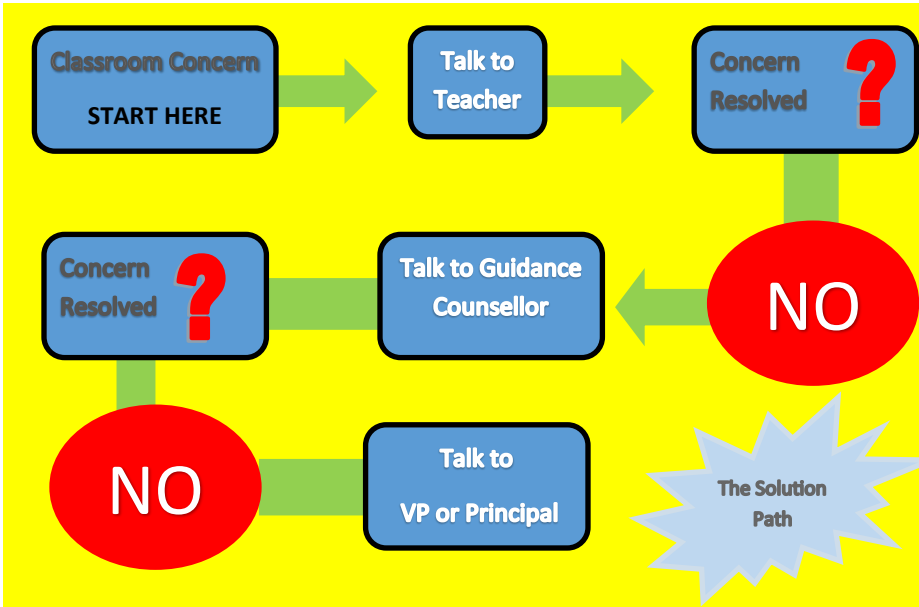 Classroom Concern
START HERE
Talk to
Teacher
Concern
Resolved
?
NO
Talk to Guidance
Counsellor
Concern
Resolved
?
NO
Talk to
VP or Principal
The Solution
Path